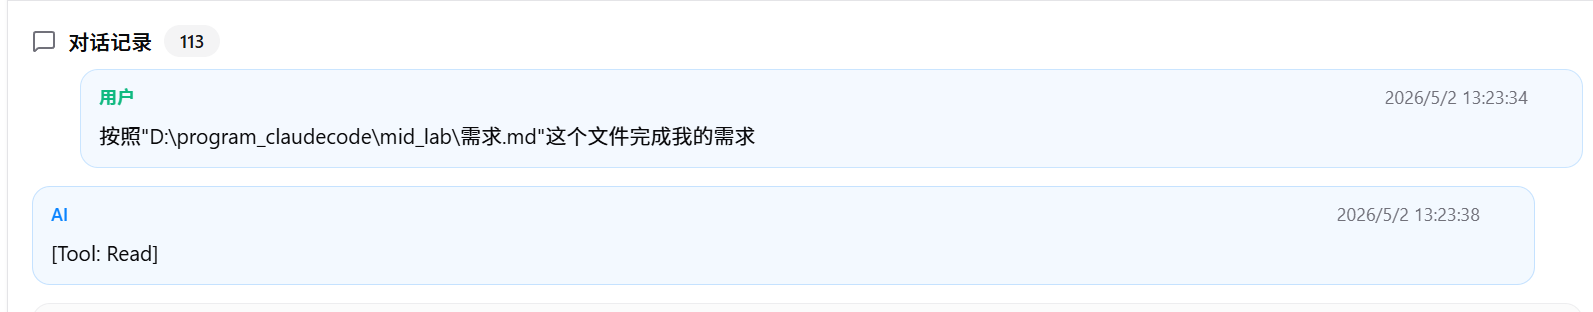 对话记录 113
用户 2026/5/2 13:23:34
按照"D:\program_claudecode\mid_lab\需求.md"这个文件完成我的需求
AI 2026/5/2 13:23:38
[Tool: Read]